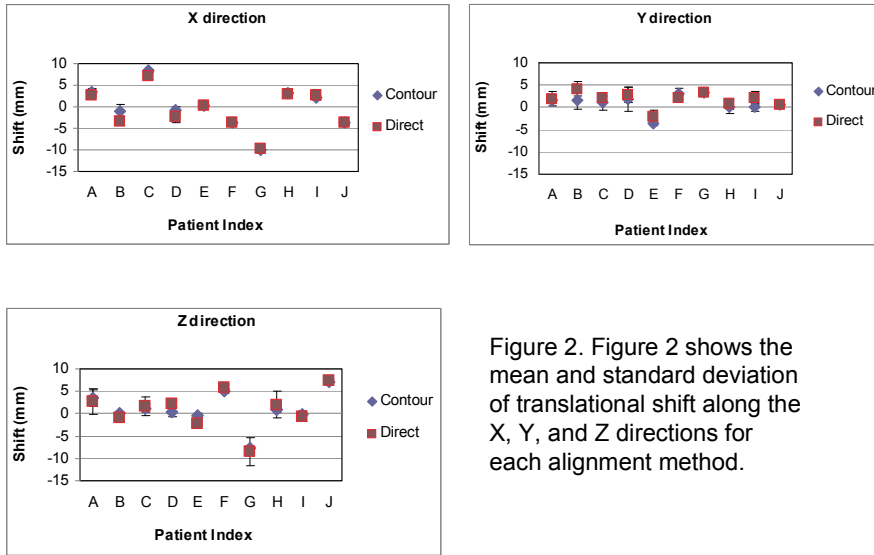 X direction
10
5
0
-5
-10
-15
Shift (mm)
A B C D E F G H I J
Patient Index
Contour
Direct
Y direction
10
5
0
-5
-10
-15
Shift (mm)
A B C D E F G H I J
Patient Index
Contour
Direct
Z direction
10
5
0
-5
-10
-15
Shift (mm)
A B C D E F G H I J
Patient Index
Contour
Direct
Figure 2. Figure 2 shows the
mean and standard deviation
of translational shift along the
X, Y, and Z directions for
each alignment method.